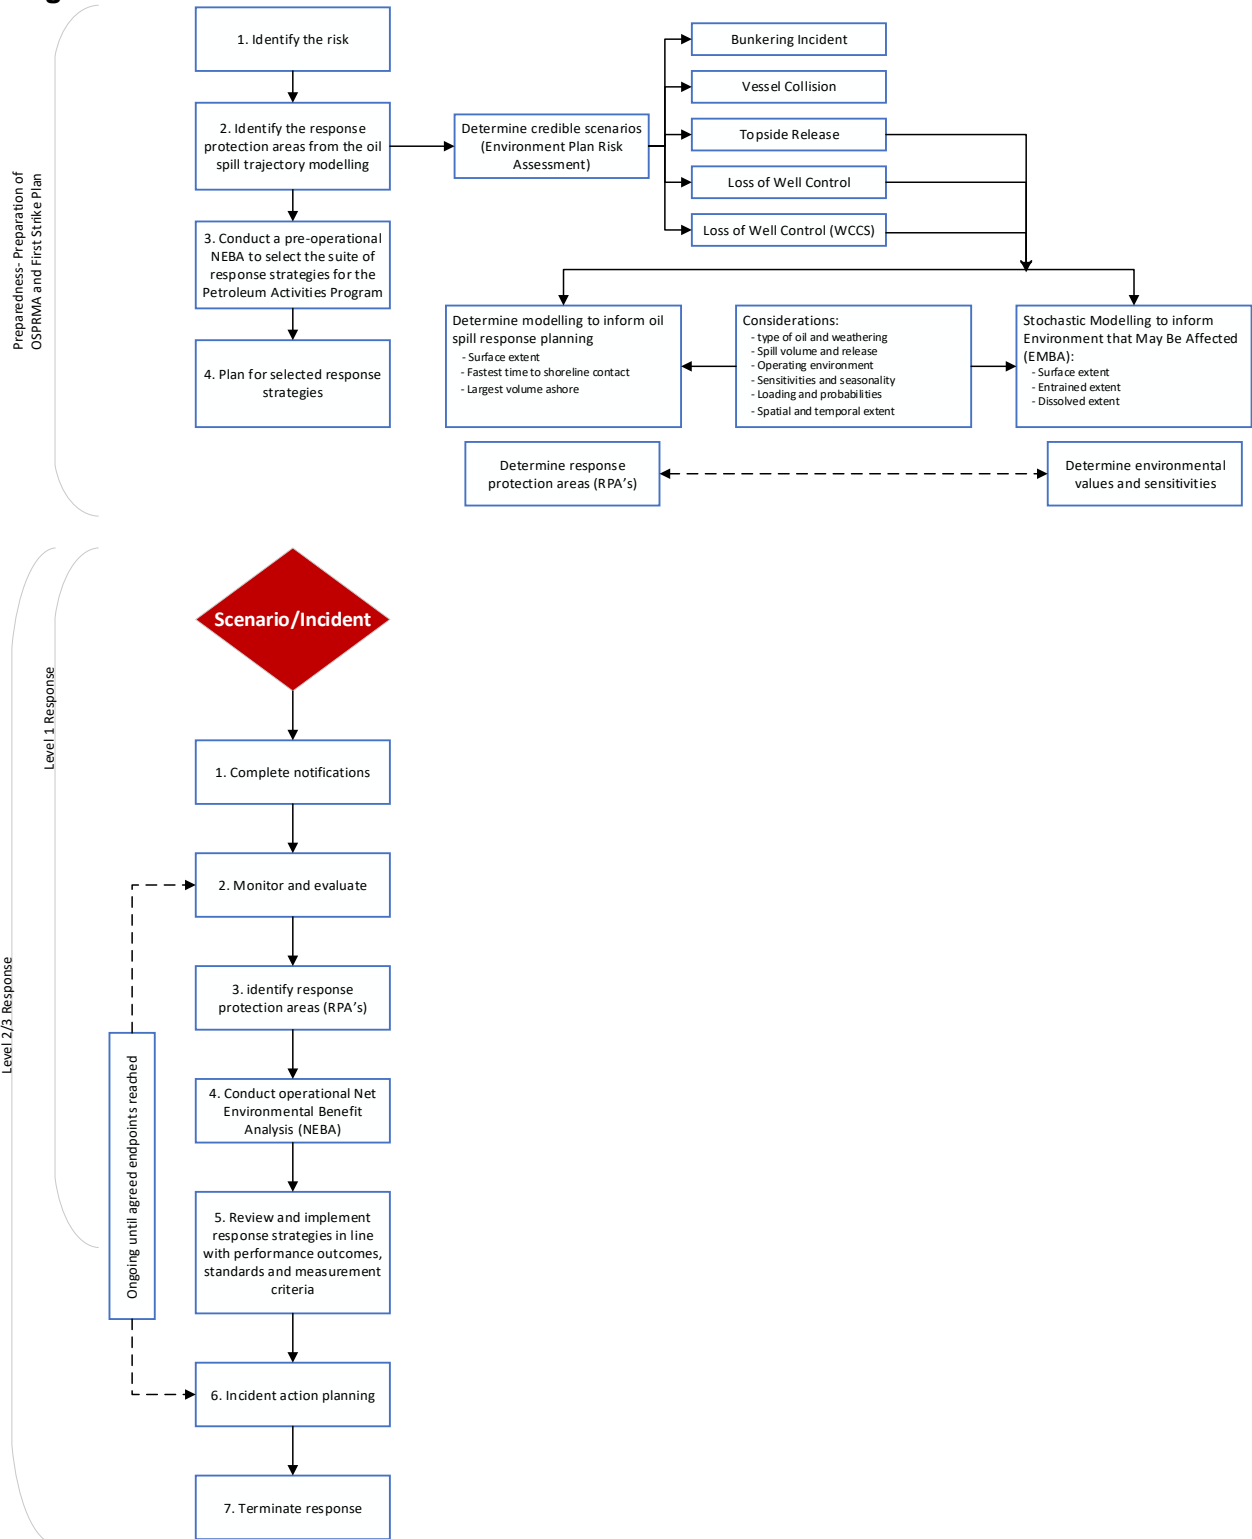 1. Identify the risk
2. Identify the response
protection areas from the oil
spill trajectory modelling
3. Conduct a pre-operational
NEBA to select the suite of
response strategies for the
Petroleum Activities Program
4. Plan for selected response
strategies
Preparedness- Preparation of
OSPRMA and First Strike Plan
Determine credible scenarios
(Environment Plan Risk
Assessment)
Bunkering Incident
Vessel Collision
Topside Release
Loss of Well Control
Loss of Well Control (WCCS)
Determine modelling to inform oil
spill response planning
- Surface extent
- Fastest time to shoreline contact
- Largest volume ashore
Considerations:
- type of oil and weathering
- Spill volume and release
- Operating environment
- Sensitivities and seasonality
- Loading and probabilities
- Spatial and temporal extent
Stochastic Modelling to inform
Environment that May Be Affected
(EMBA):
- Surface extent
- Entrained extent
- Dissolved extent
Determine response
protection areas (RPA's)
Determine environmental
values and sensitivities
Scenario/Incident
Level 1 Response
Level 2/3 Response
1. Complete notifications
2. Monitor and evaluate
3. identify response
protection areas (RPA's)
4. Conduct operational Net
Environmental Benefit
Analysis (NEBA)
5. Review and implement
response strategies in line
with performance outcomes,
standards and measurement
criteria
Ongoing until agreed endpoints reached
6. Incident action planning
7. Terminate response